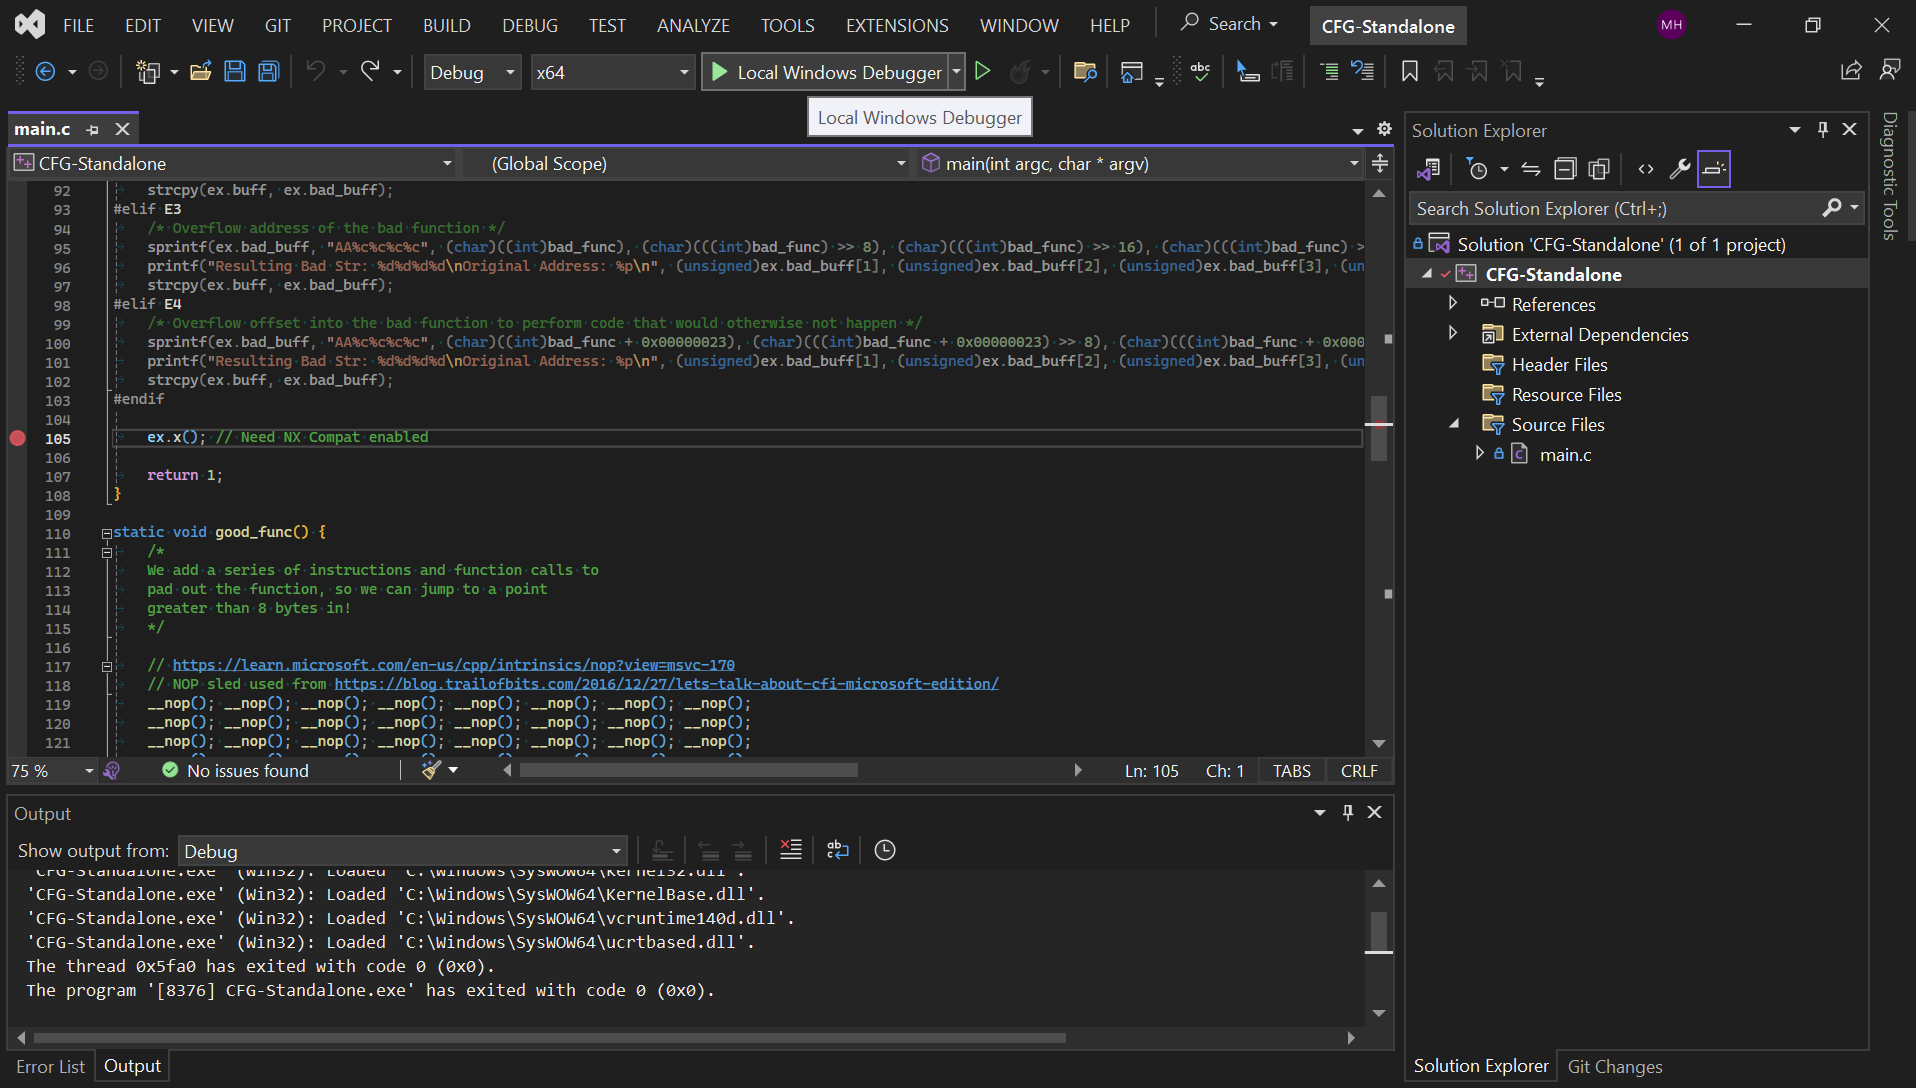 FILE EDIT VIEW GIT PROJECT BUILD DEBUG TEST ANALYZE TOOLS EXTENSIONS WINDOW HELP Search CFG-Standalone MH
Debug x64 Local Windows Debugger
Local Windows Debugger
main.c
CFG-Standalone (Global Scope) main(int argc, char * argv)
92 strcpy(ex.buff, ex.bad_buff);
93 #elif E3
94 /* Overflow address of the bad function */
95 sprintf(ex.bad_buff, "AA%c%c%c%c", (char)((int)bad_func), (char)(((int)bad_func) >> 8), (char)(((int)bad_func) >> 16), (char)(((int)bad_func) >
96 printf("Resulting Bad Str: %d%d%d%d\nOriginal Address: %p\n", (unsigned)ex.bad_buff[1], (unsigned)ex.bad_buff[2], (unsigned)ex.bad_buff[3], (un
97 strcpy(ex.buff, ex.bad_buff);
98 #elif E4
99 /* Overflow offset into the bad function to perform code that would otherwise not happen */
100 sprintf(ex.bad_buff, "AA%c%c%c%c", (char)((int)bad_func + 0x00000023), (char)(((int)bad_func + 0x00000023) >> 8), (char)(((int)bad_func + 0x000
101 printf("Resulting Bad Str: %d%d%d%d\nOriginal Address: %p\n", (unsigned)ex.bad_buff[1], (unsigned)ex.bad_buff[2], (unsigned)ex.bad_buff[3], (un
102 strcpy(ex.buff, ex.bad_buff);
103 #endif
104
105 ex.x(); // Need NX Compat enabled
106
107 return 1;
108 }
109
110 static void good_func() {
111 /*
112 We add a series of instructions and function calls to
113 pad out the function, so we can jump to a point
114 greater than 8 bytes in!
115 */
116
117 // https://learn.microsoft.com/en-us/cpp/intrinsics/nop?view=msvc-170
118 // NOP sled used from https://blog.trailofbits.com/2016/12/27/lets-talk-about-cfi-microsoft-edition/
119 __nop(); __nop(); __nop(); __nop(); __nop(); __nop(); __nop(); __nop();
120 __nop(); __nop(); __nop(); __nop(); __nop(); __nop(); __nop(); __nop();
121 __nop(); __nop(); __nop(); __nop(); __nop(); __nop(); __nop(); __nop();
75 % No issues found Ln: 105 Ch: 1 TABS CRLF
Output
Show output from: Debug
'CFG-Standalone.exe' (Win32): Loaded 'C:\Windows\SysWOW64\kernel32.dll'.
'CFG-Standalone.exe' (Win32): Loaded 'C:\Windows\SysWOW64\KernelBase.dll'.
'CFG-Standalone.exe' (Win32): Loaded 'C:\Windows\SysWOW64\vcruntime140d.dll'.
'CFG-Standalone.exe' (Win32): Loaded 'C:\Windows\SysWOW64\ucrtbased.dll'.
The thread 0x5fa0 has exited with code 0 (0x0).
The program '[8376] CFG-Standalone.exe' has exited with code 0 (0x0).
Error List Output
Solution Explorer
Search Solution Explorer (Ctrl+;)
Solution 'CFG-Standalone' (1 of 1 project)
CFG-Standalone
References
External Dependencies
Header Files
Resource Files
Source Files
main.c
Solution Explorer Git Changes
Diagnostic Tools